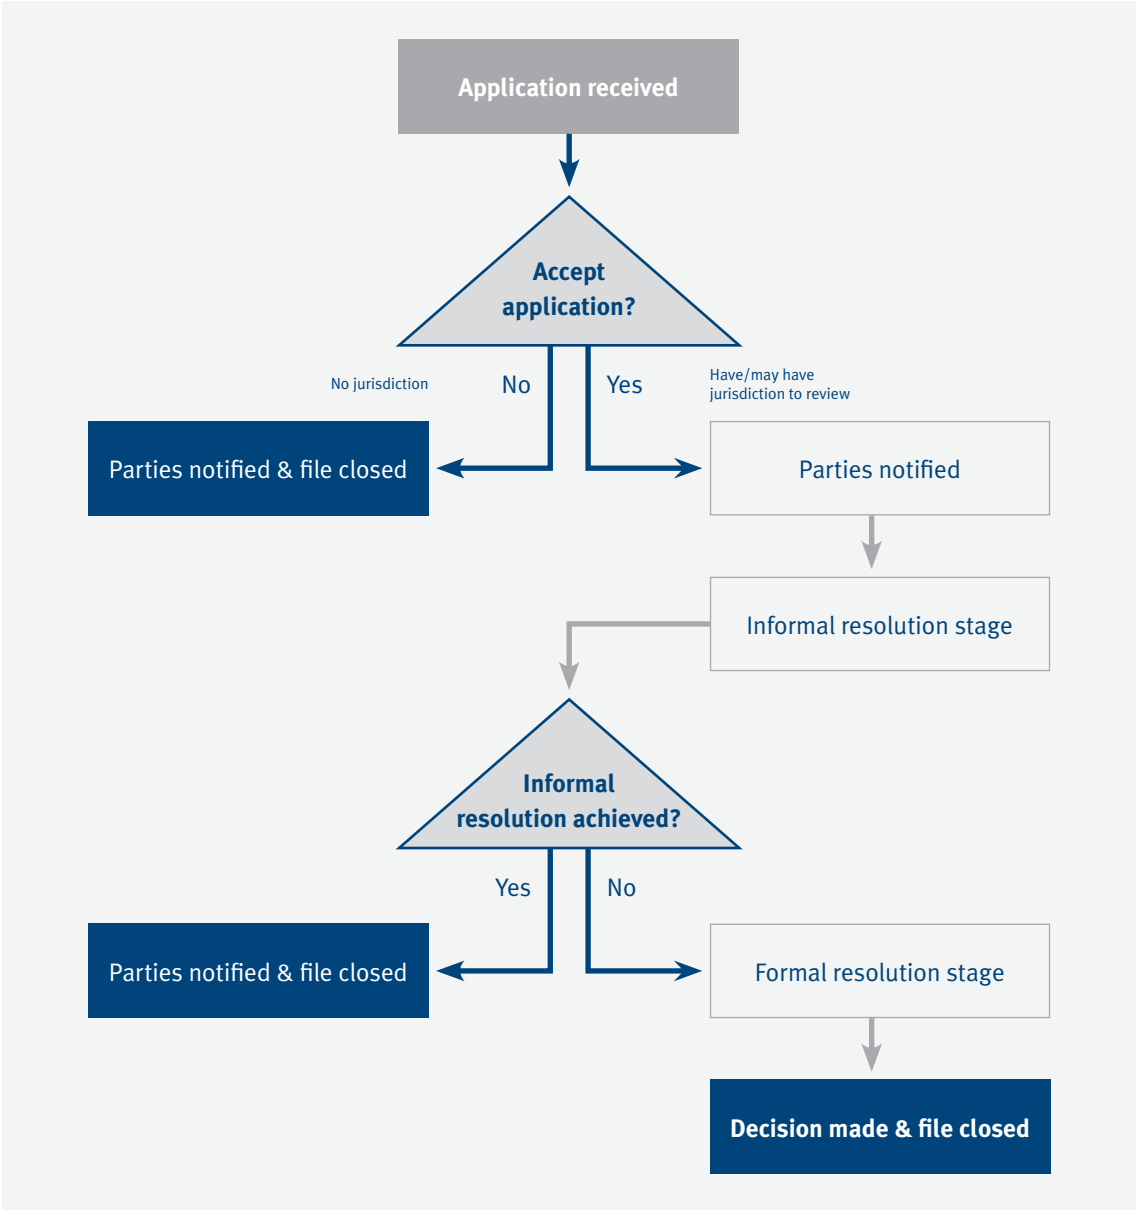 Application received
Accept
application?
No jurisdiction
No
Yes
Have/may have
jurisdiction to review
Parties notified & file closed
Parties notified
Informal resolution stage
Informal
resolution achieved?
Yes
No
Parties notified & file closed
Formal resolution stage
Decision made & file closed